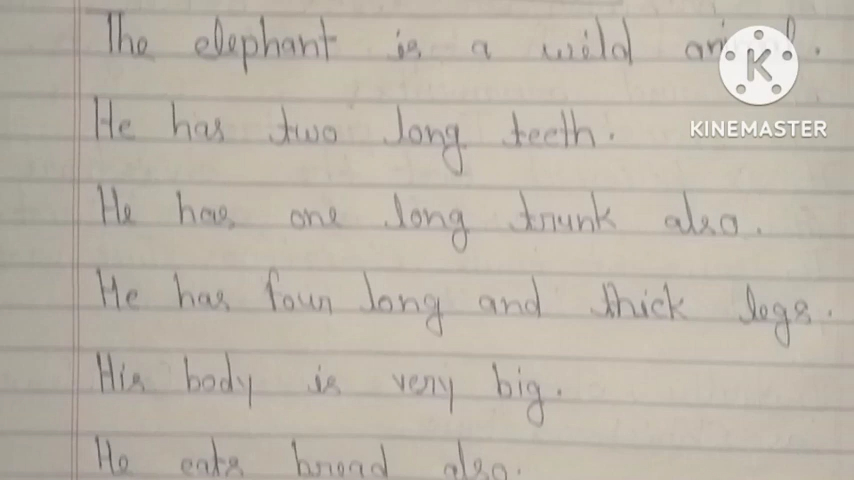 The elephant is a wild animal.
He has two long teeth.
He has one long trunk also.
He has four long and thick legs.
His body is very big.
He eats bread also.
K
KINEMASTER